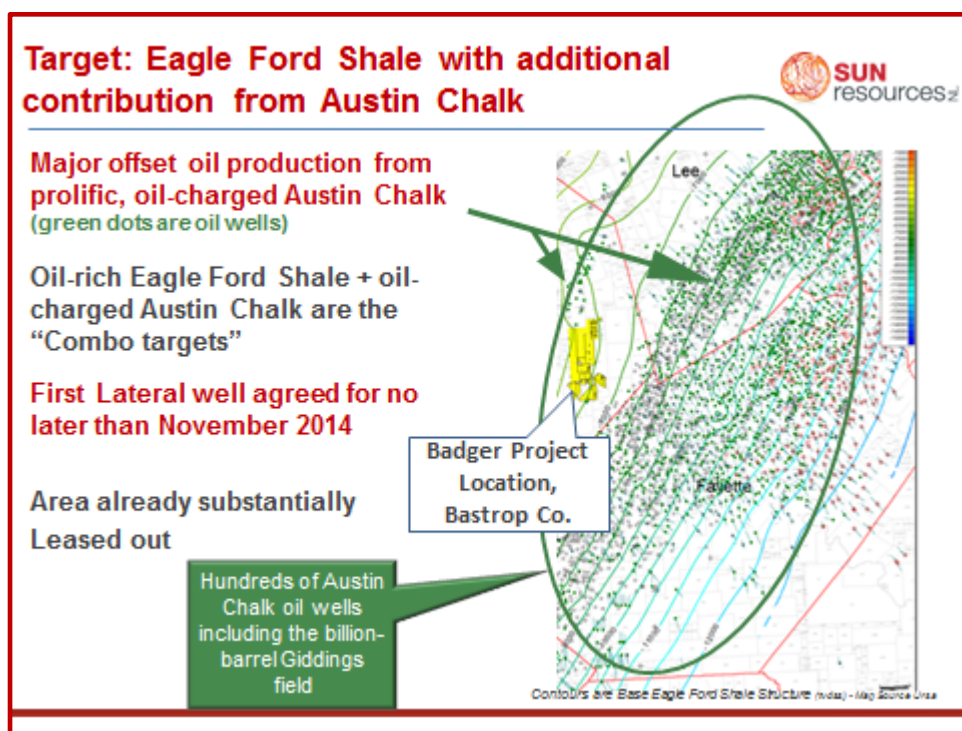 Target: Eagle Ford Shale with additional
contribution from Austin Chalk
SUN
resources
Major offset oil production from
prolific, oil-charged Austin Chalk
(green dots are oil wells)
Oil-rich Eagle Ford Shale + oil-
charged Austin Chalk are the
“Combo targets”
First Lateral well agreed for no
later than November 2014
Area already substantially
Leased out
Lee
Badger Project
Location,
Bastrop Co.
Fayette
Hundreds of Austin
Chalk oil wells
including the billion-
barrel Giddings
field
Contours are Base Eagle Ford Shale Structure (tvdss) - Map Source Ursa